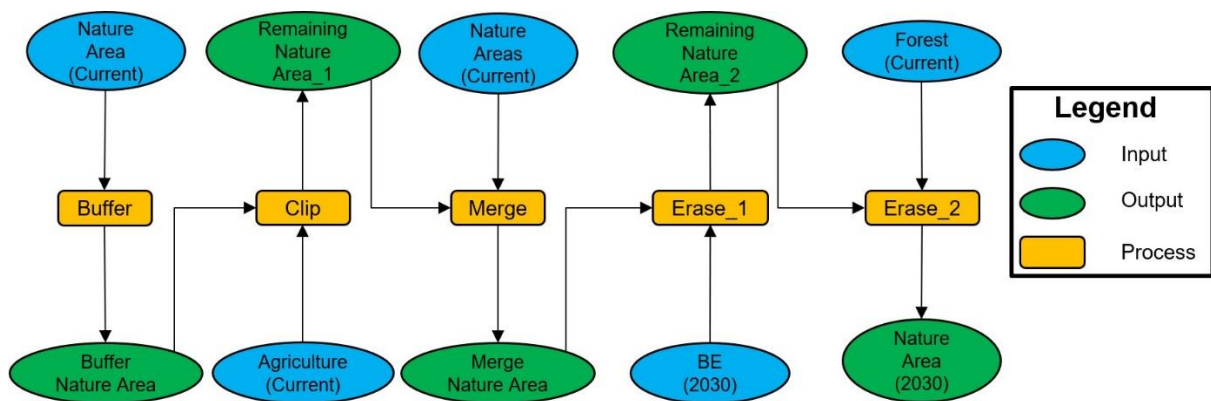 Nature
Area
(Current)
Remaining
Nature
Area_1
Nature
Areas
(Current)
Remaining
Nature
Area_2
Forest
(Current)
Legend
Input
Output
Process
Buffer
Clip
Merge
Erase_1
Erase_2
Buffer
Nature Area
Agriculture
(Current)
Merge
Nature Area
BE
(2030)
Nature
Area
(2030)